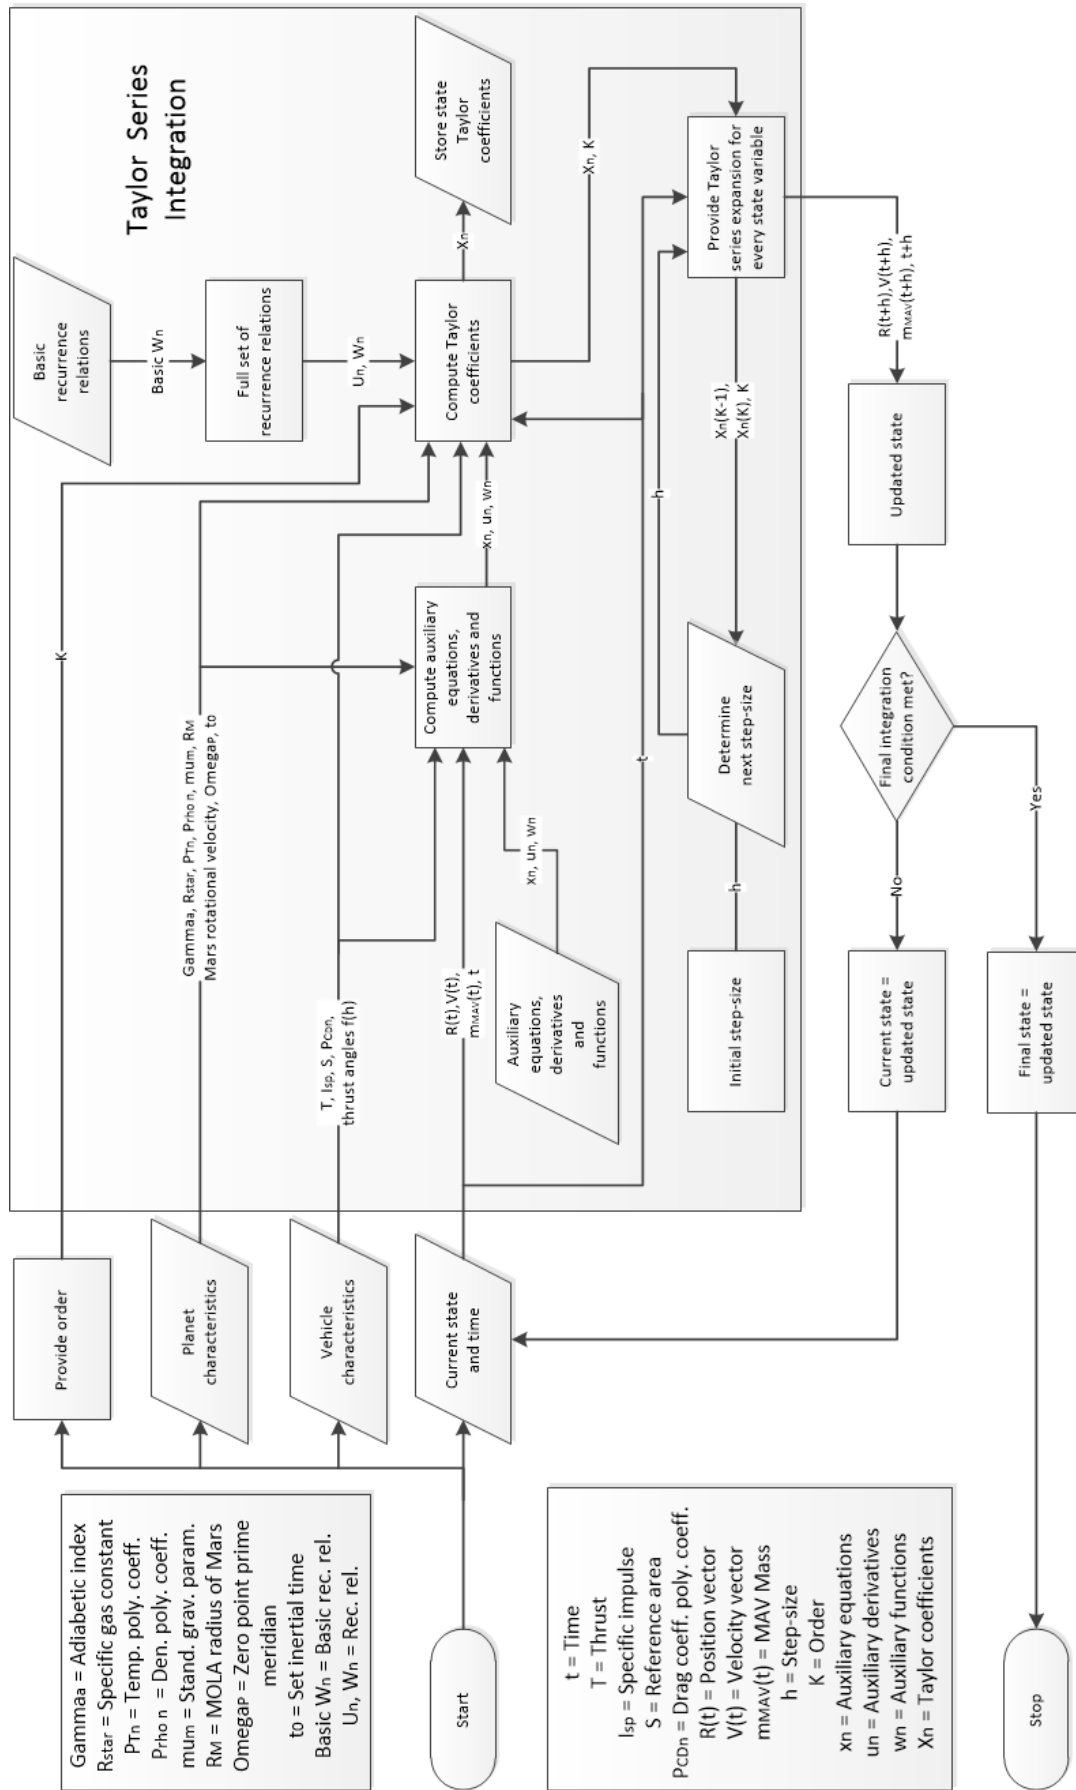 Taylor Series
Integration
Gammaa = Adiabetic index
Rstar = Specific gas constant
PTn = Temp. poly. coeff.
Prho n = Den. poly. coeff.
mum = Stand. grav. param.
RM = MOLA radius of Mars
OmegaP = Zero point prime
meridian
to = Set inertial time
Basic Wn = Basic rec. rel.
Un, Wn = Rec. rel.
Start
Provide order
Planet
characteristics
Vehicle
characteristics
Current state
and time
K
Gammaa, Rstar, PTn, Prho n, mum, RM
Mars rotational velocity, OmegaP, to
T, Isp, S, PCDn,
thrust angles f(h)
R(t),V(t),
mMAV(t), t
Auxiliary
equations,
derivatives
and
functions
xn, un, wn
Compute auxiliary
equations,
derivatives and
functions
xn, un, wn
Basic
recurrence
relations
Basic Wn
Full set of
recurrence relations
Un, Wn
Compute Taylor
coefficients
Xn
Store state
Taylor
coefficients
Xn, K
t
Initial step-size
h
Determine
next step-size
h
Xn(K-1),
Xn(K), K
Provide Taylor
series expansion for
every state variable
R(t+h),V(t+h),
mMAV(t+h), t+h
Updated state
Final integration
condition met?
No
Current state =
updated state
Yes
Final state =
updated state
Stop
t = Time
T = Thrust
Isp = Specific impulse
S = Reference area
PCDn = Drag coeff. poly. coeff.
R(t) = Position vector
V(t) = Velocity vector
mMAV(t) = MAV Mass
h = Step-size
K = Order
xn = Auxiliary equations
un = Auxiliary derivatives
wn = Auxiliary functions
Xn = Taylor coefficients